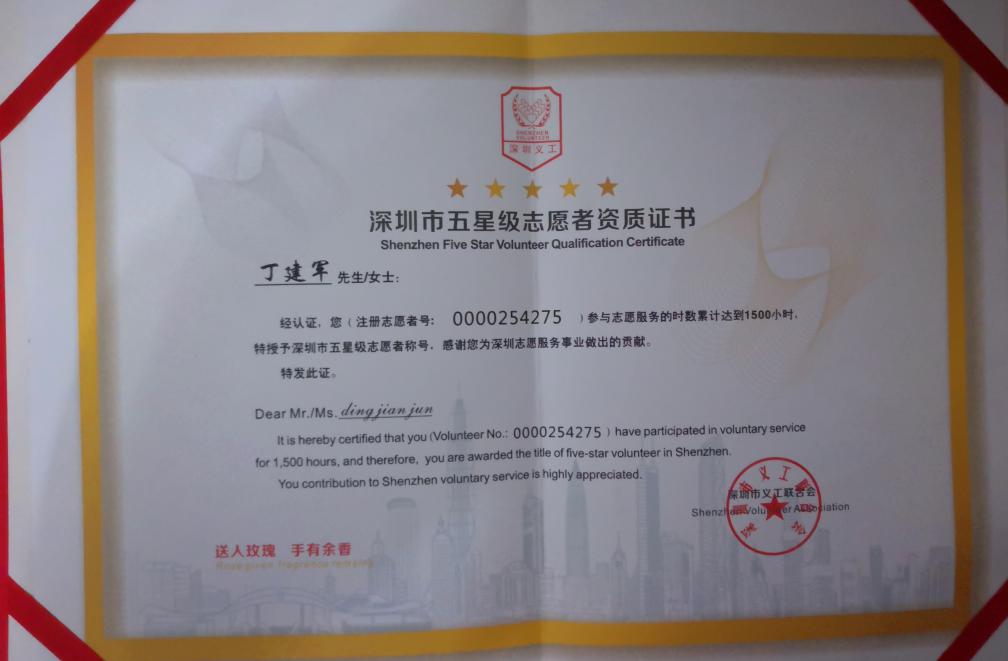 SHENZHEN
VOLUNTEER
深圳义工
深圳市五星级志愿者资质证书
Shenzhen Five Star Volunteer Qualification Certificate
丁建军 先生/女士：
经认证，您（注册志愿者号： 0000254275 ）参与志愿服务的时数累计达到1500小时，
特授予深圳市五星级志愿者称号，感谢您为深圳志愿服务事业做出的贡献。
特发此证。
Dear Mr./Ms. ding jian jun
It is hereby certified that you (Volunteer No.: 0000254275 ) have participated in voluntary service
for 1,500 hours, and therefore, you are awarded the title of five-star volunteer in Shenzhen.
You contribution to Shenzhen voluntary service is highly appreciated.
深圳市义工联合会
Shenzhen Volunteer Association
送人玫瑰 手有余香
Rose given fragrance remains